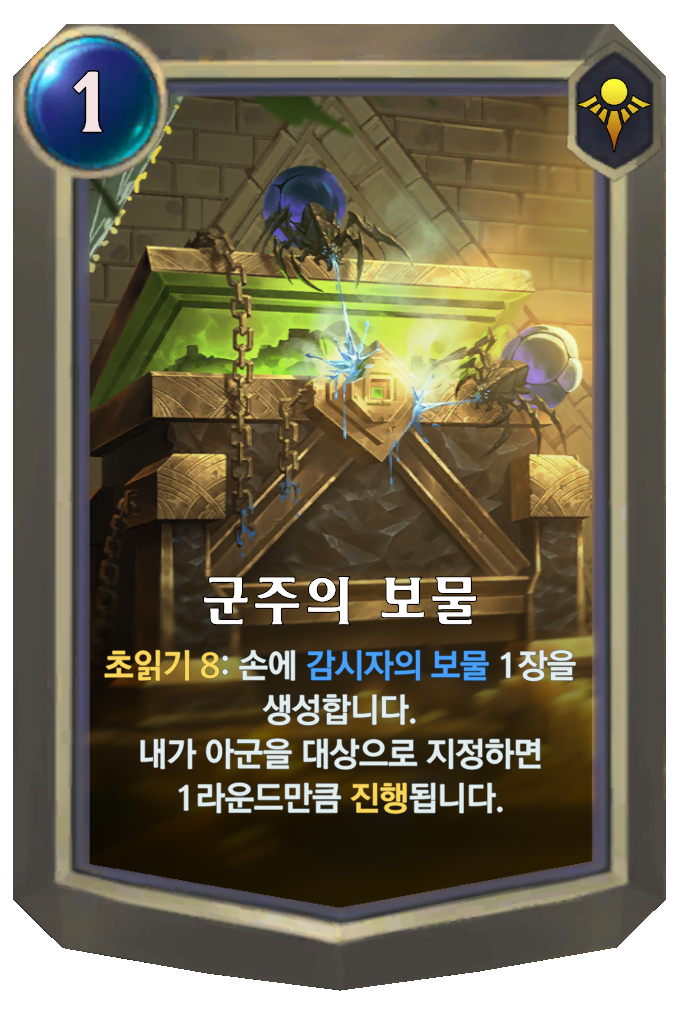 1
군주의 보물
초읽기 8: 손에 감시자의 보물 1장을
생성합니다.
내가 아군을 대상으로 지정하면
1라운드만큼 진행됩니다.